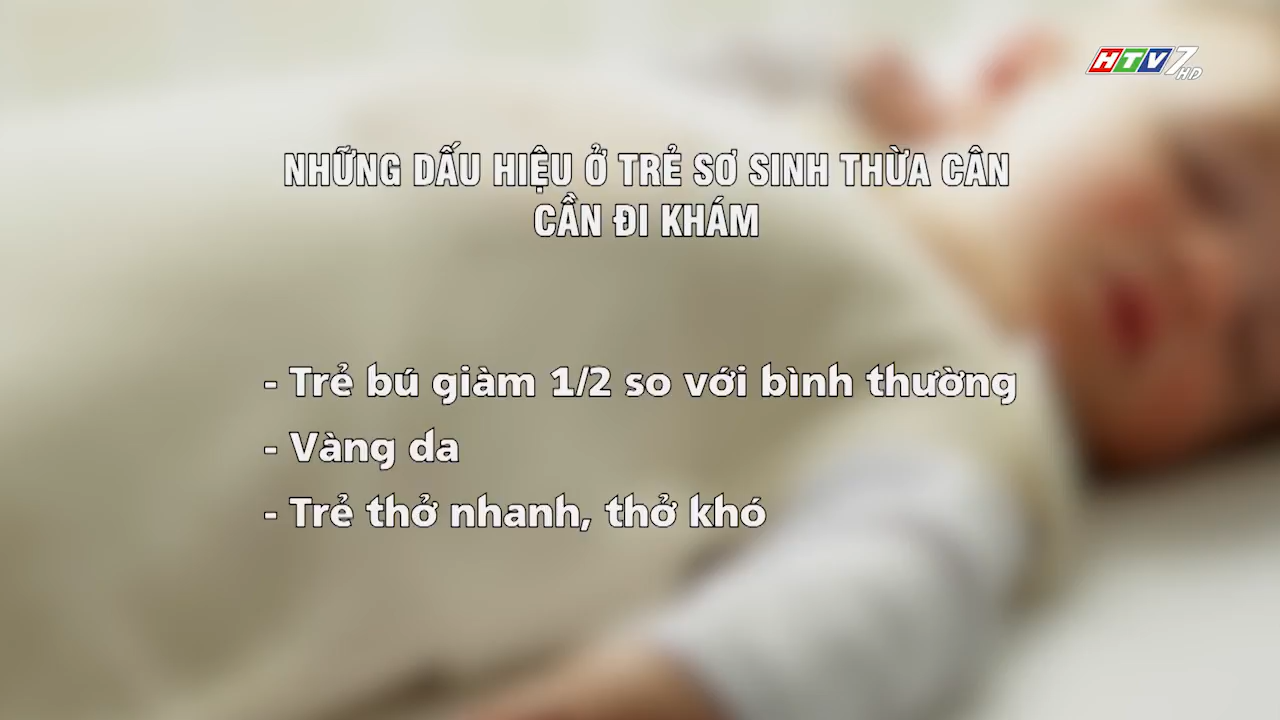 HTV7 HD
NHỮNG DẤU HIỆU Ở TRẺ SƠ SINH THỪA CÂN
CẦN ĐI KHÁM
- Trẻ bú giàm 1/2 so với bình thường
- Vàng da
- Trẻ thở nhanh, thở khó